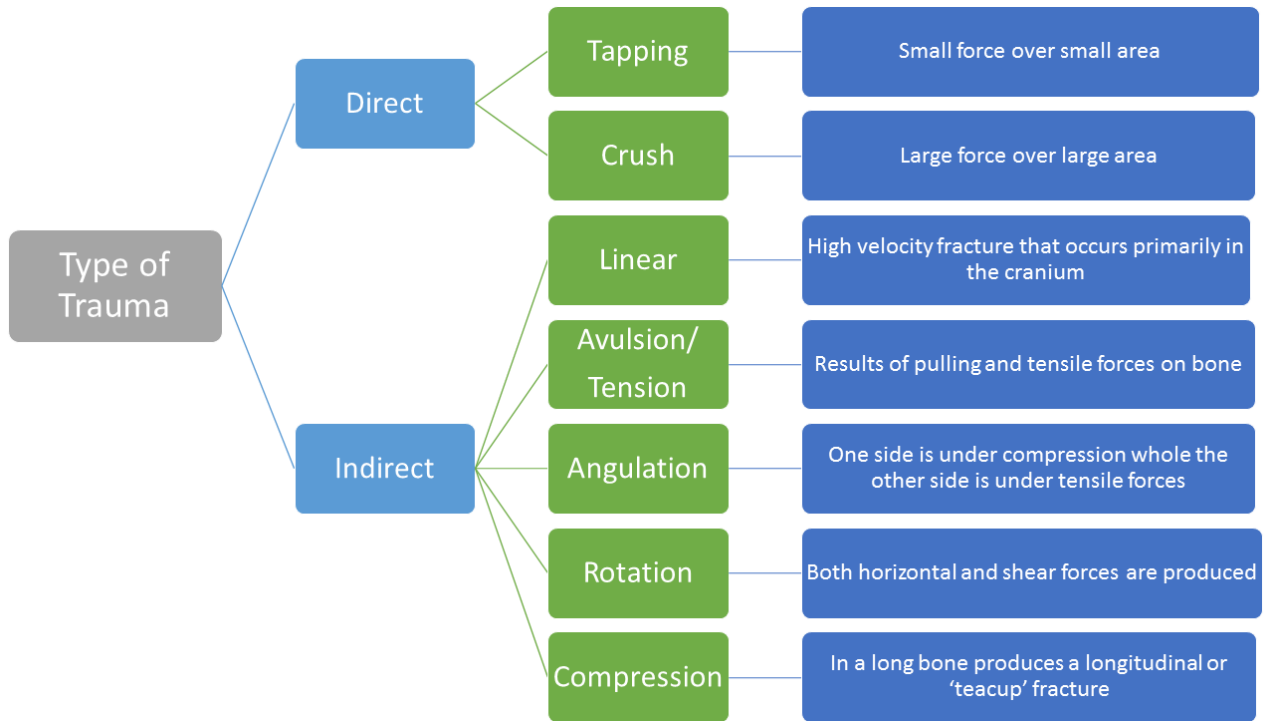 Type of
Trauma
Direct
Tapping
Small force over small area
Crush
Large force over large area
Indirect
Linear
High velocity fracture that occurs primarily in
the cranium
Avulsion/
Tension
Results of pulling and tensile forces on bone
Angulation
One side is under compression whole the
other side is under tensile forces
Rotation
Both horizontal and shear forces are produced
Compression
In a long bone produces a longitudinal or
‘teacup’ fracture